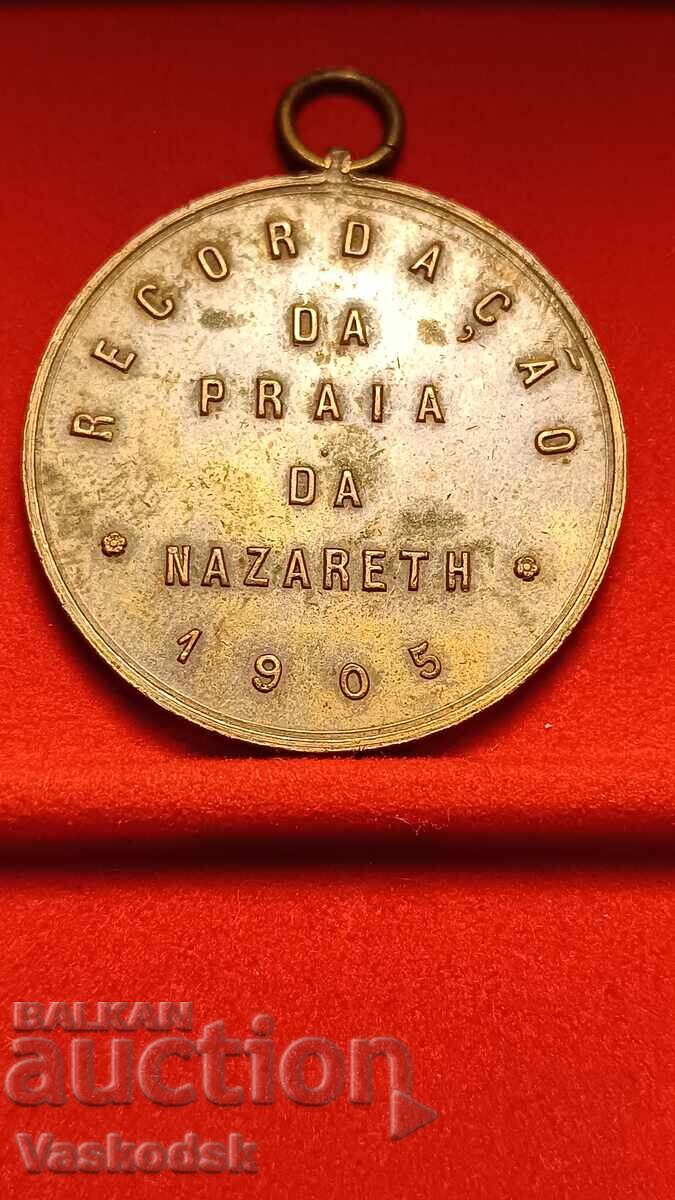 RECORDAÇÃO
DA
PRAIA
DA
NAZARETH
1905
BALKAN
auction
Vaskodsk